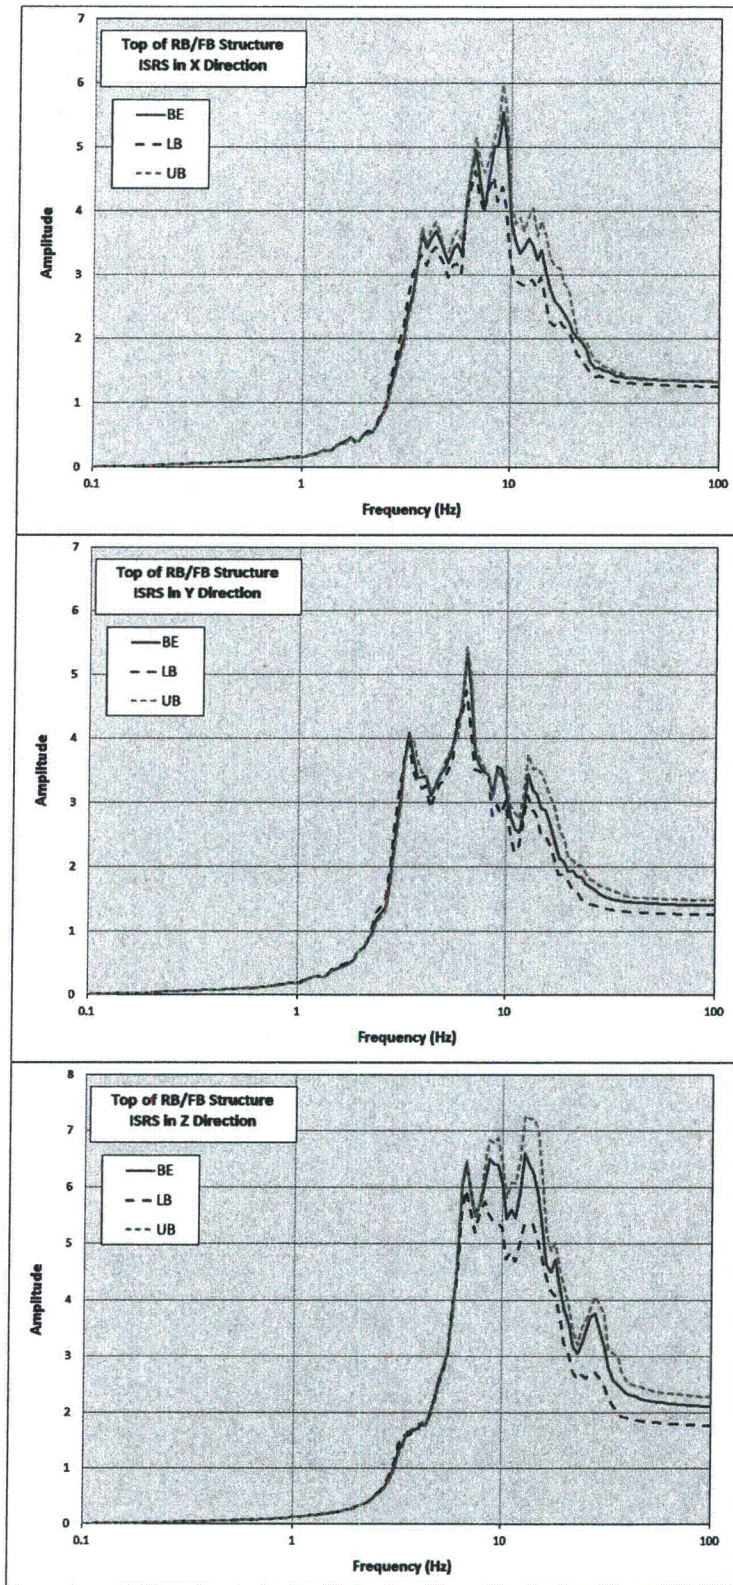 Top of RB/FB Structure
ISRS in X Direction
BE
LB
UB
Amplitude
7
6
5
4
3
2
1
0
0.1
1
10
100
Frequency (Hz)
Top of RB/FB Structure
ISRS in Y Direction
BE
LB
UB
Amplitude
7
6
5
4
3
2
1
0
0.1
1
10
100
Frequency (Hz)
Top of RB/FB Structure
ISRS in Z Direction
BE
LB
UB
Amplitude
8
7
6
5
4
3
2
1
0
0.1
1
10
100
Frequency (Hz)